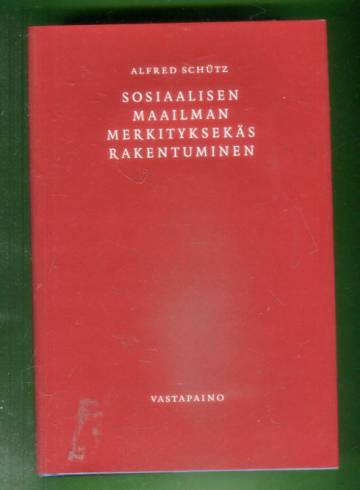 ALFRED SCHÜTZ
SOSIAALISEN
MAAILMAN
MERKITYKSEKÄS
RAKENTUMINEN
VASTAPAINO